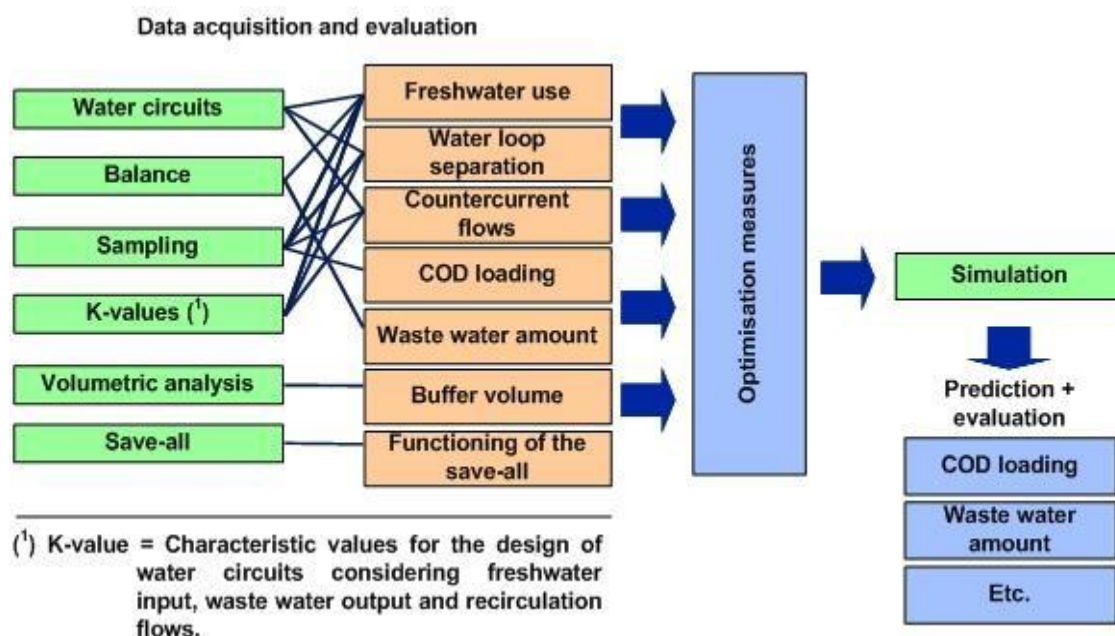 Data acquisition and evaluation
Water circuits
Balance
Sampling
K-values (¹)
Volumetric analysis
Save-all
Freshwater use
Water loop
separation
Countercurrent
flows
COD loading
Waste water amount
Buffer volume
Functioning of the
save-all
Optimisation measures
Simulation
Prediction +
evaluation
COD loading
Waste water
amount
Etc.
(¹) K-value = Characteristic values for the design of
water circuits considering freshwater
input, waste water output and recirculation
flows.